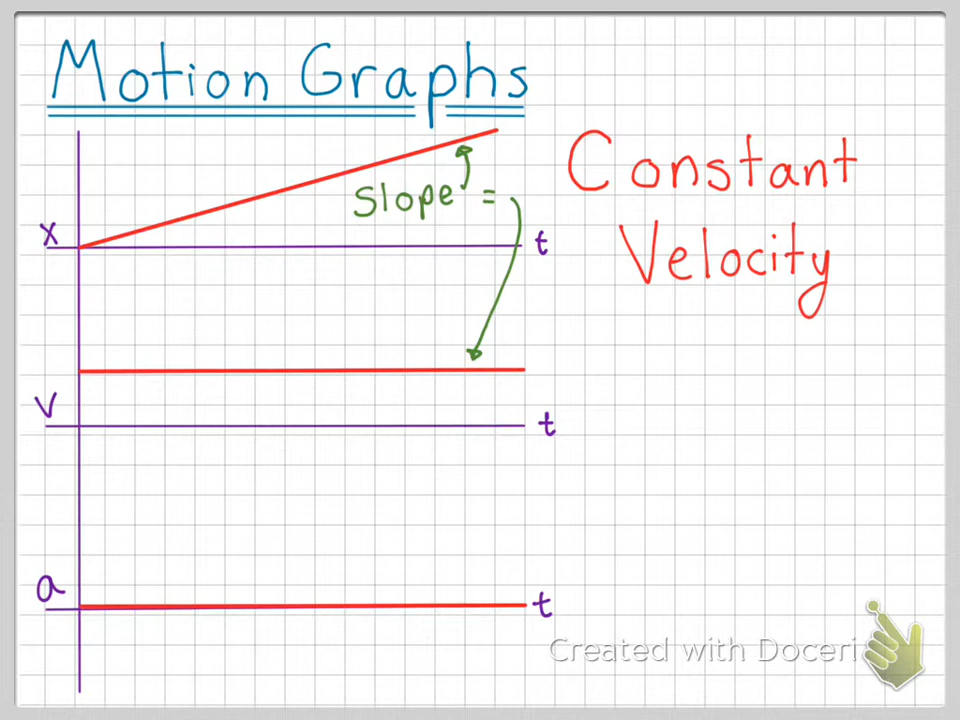 Motion Graphs
Constant
Velocity
Slope =
x
t
v
t
a
t
Created with Doceri